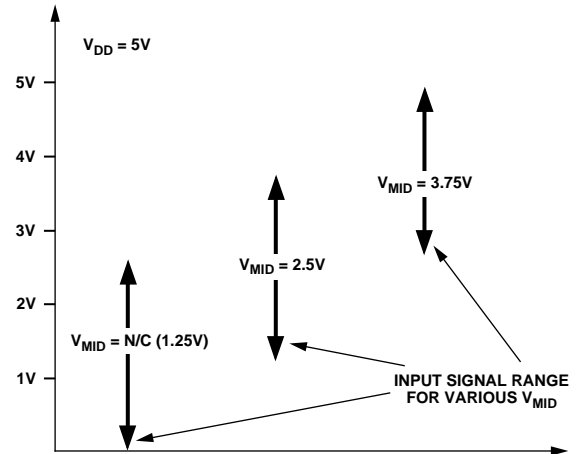 V_DD = 5V
5V
4V
V_MID = 3.75V
3V
V_MID = 2.5V
2V
V_MID = N/C (1.25V)
1V
INPUT SIGNAL RANGE
FOR VARIOUS V_MID